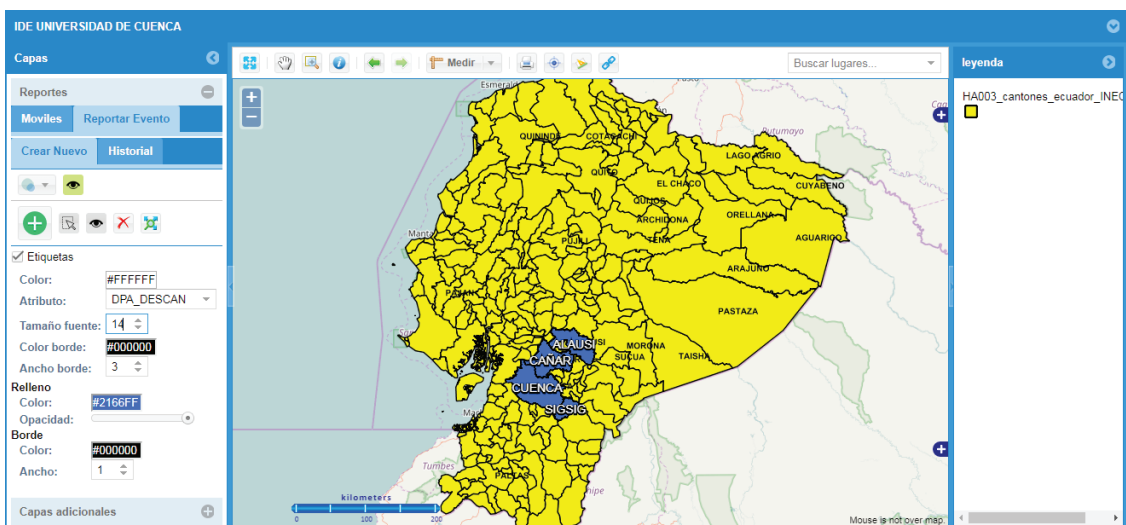 IDE UNIVERSIDAD DE CUENCA
Capas
Medir
Buscar lugares...
leyenda
Reportes
Moviles Reportar Evento
Crear Nuevo Historial
Etiquetas
Color: #FFFFFF
Atributo: DPA_DESCAN
Tamaño fuente: 14
Color borde: #000000
Ancho borde: 3
Relleno
Color: #2166FF
Opacidad:
Borde
Color: #000000
Ancho: 1
Capas adicionales
HA003_cantones_ecuador_INEC
Esmeral
Putumayo
QUININDE
COTACACHI
LAGO AGRIO
QUITO
EL CHACO
CUYABENO
QUIJOS
ARCHIDONA
ORELLANA
Manta
PUJILI
TENA
AGUARICO
ARAJUNO
PAJAN
PASTAZA
ALAUSI
MORONA
CAÑAR
SUCUA
TAISHA
CUENCA
SIGSIG
Tumbes
PALTAS
kilometers
0 100 200
Mouse is not over map.